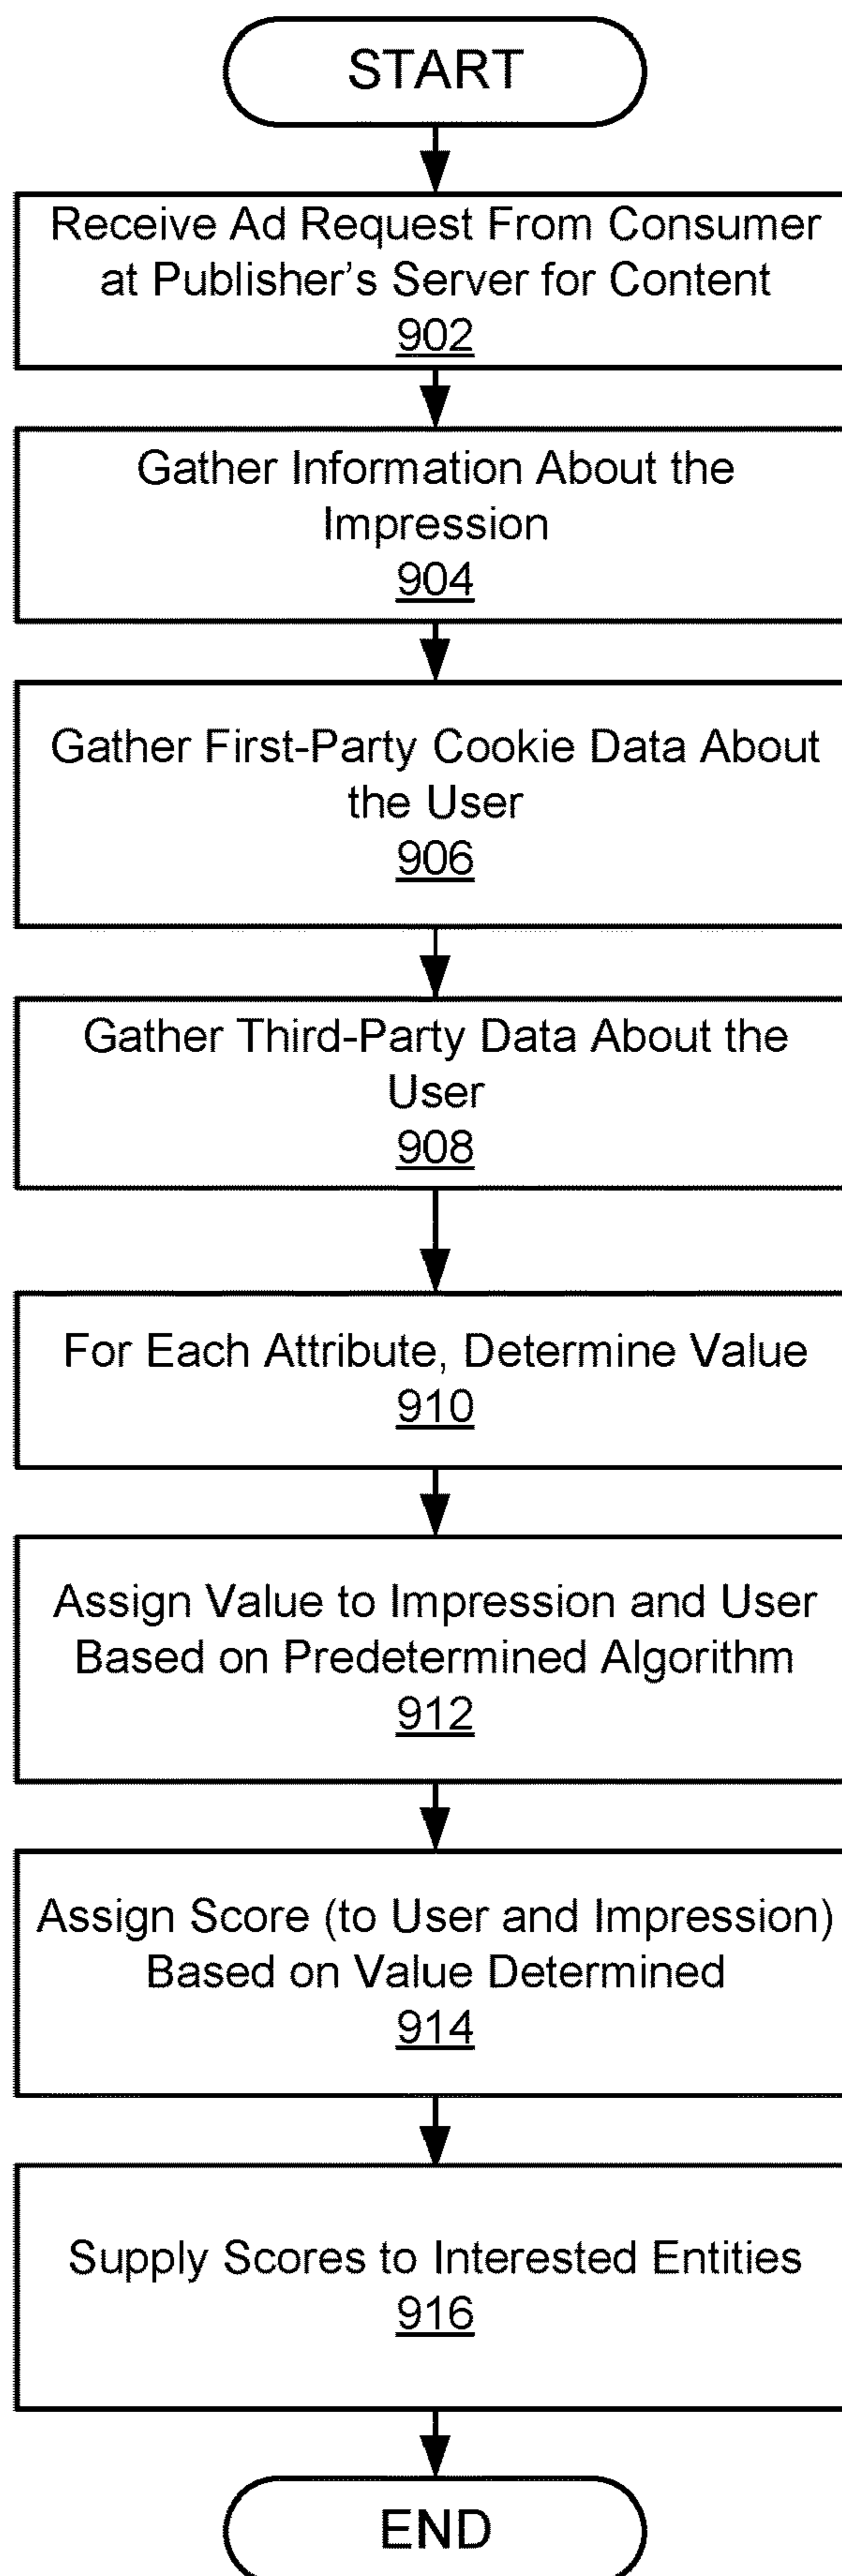 START
Receive Ad Request From Consumer
at Publisher's Server for Content
902
Gather Information About the
Impression
904
Gather First-Party Cookie Data About
the User
906
Gather Third-Party Data About the
User
908
For Each Attribute, Determine Value
910
Assign Value to Impression and User
Based on Predetermined Algorithm
912
Assign Score (to User and Impression)
Based on Value Determined
914
Supply Scores to Interested Entities
916
END